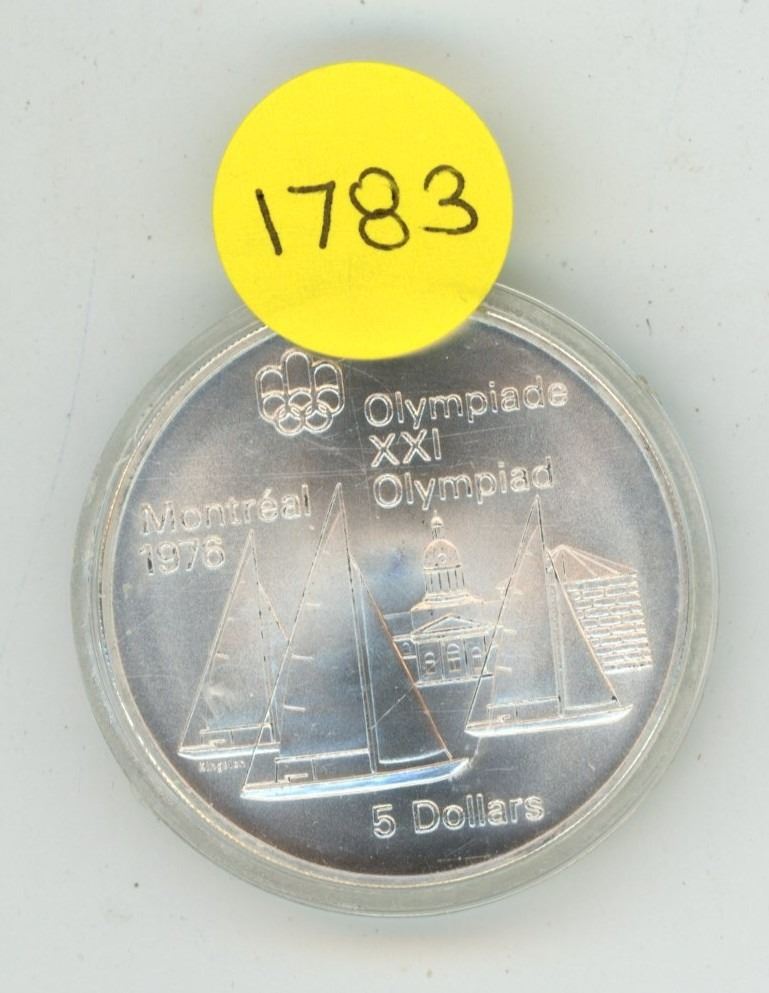 1783
Olympiade
XXI
Olympiad
Montréal
1976
Kingston
5 Dollars